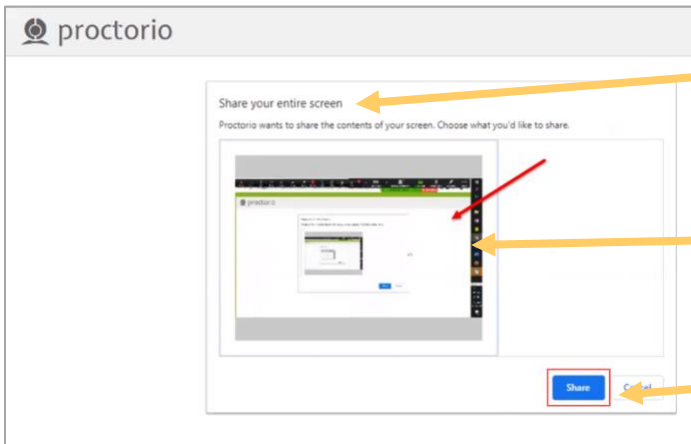 proctorio
Share your entire screen
Proctorio wants to share the contents of your screen. Choose what you'd like to share.
proctorio
Share